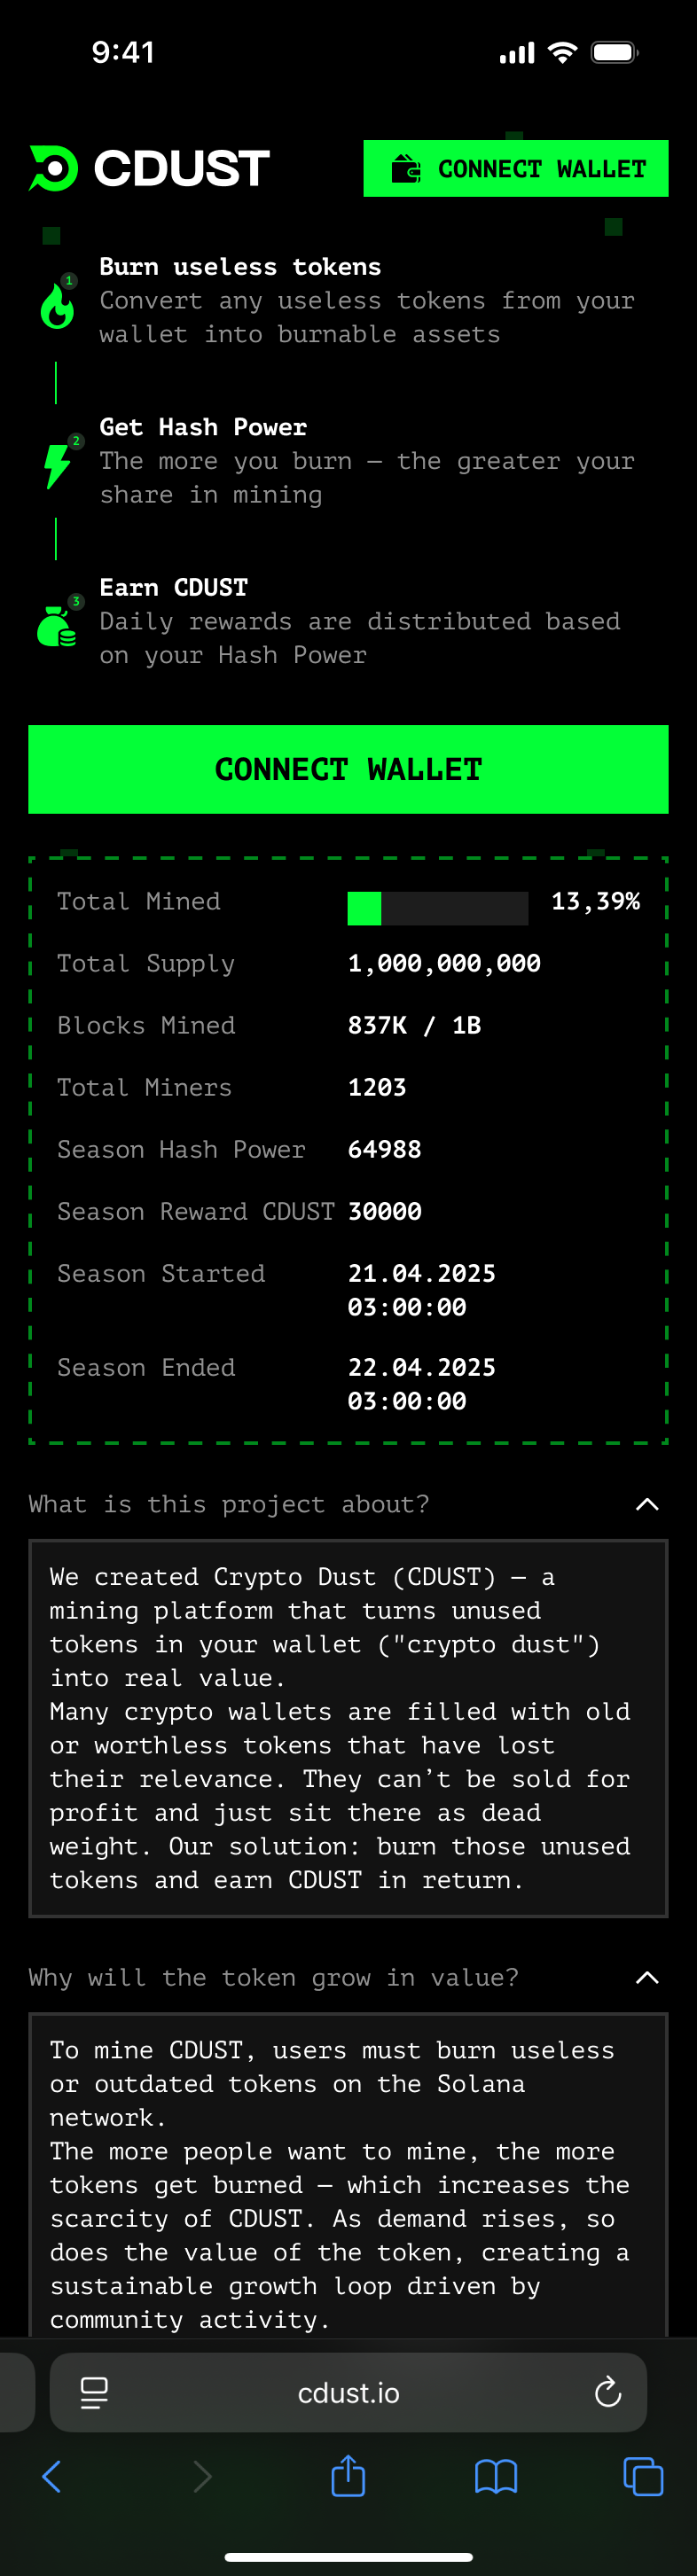 9:41
CDUST
CONNECT WALLET
1
Burn useless tokens
Convert any useless tokens from your
wallet into burnable assets
2
Get Hash Power
The more you burn — the greater your
share in mining
3
Earn CDUST
Daily rewards are distributed based
on your Hash Power
CONNECT WALLET
Total Mined 13,39%
Total Supply 1,000,000,000
Blocks Mined 837K / 1B
Total Miners 1203
Season Hash Power 64988
Season Reward CDUST 30000
Season Started 21.04.2025
03:00:00
Season Ended 22.04.2025
03:00:00
What is this project about?
We created Crypto Dust (CDUST) — a
mining platform that turns unused
tokens in your wallet ("crypto dust")
into real value.
Many crypto wallets are filled with old
or worthless tokens that have lost
their relevance. They can’t be sold for
profit and just sit there as dead
weight. Our solution: burn those unused
tokens and earn CDUST in return.
Why will the token grow in value?
To mine CDUST, users must burn useless
or outdated tokens on the Solana
network.
The more people want to mine, the more
tokens get burned — which increases the
scarcity of CDUST. As demand rises, so
does the value of the token, creating a
sustainable growth loop driven by
community activity.
cdust.io